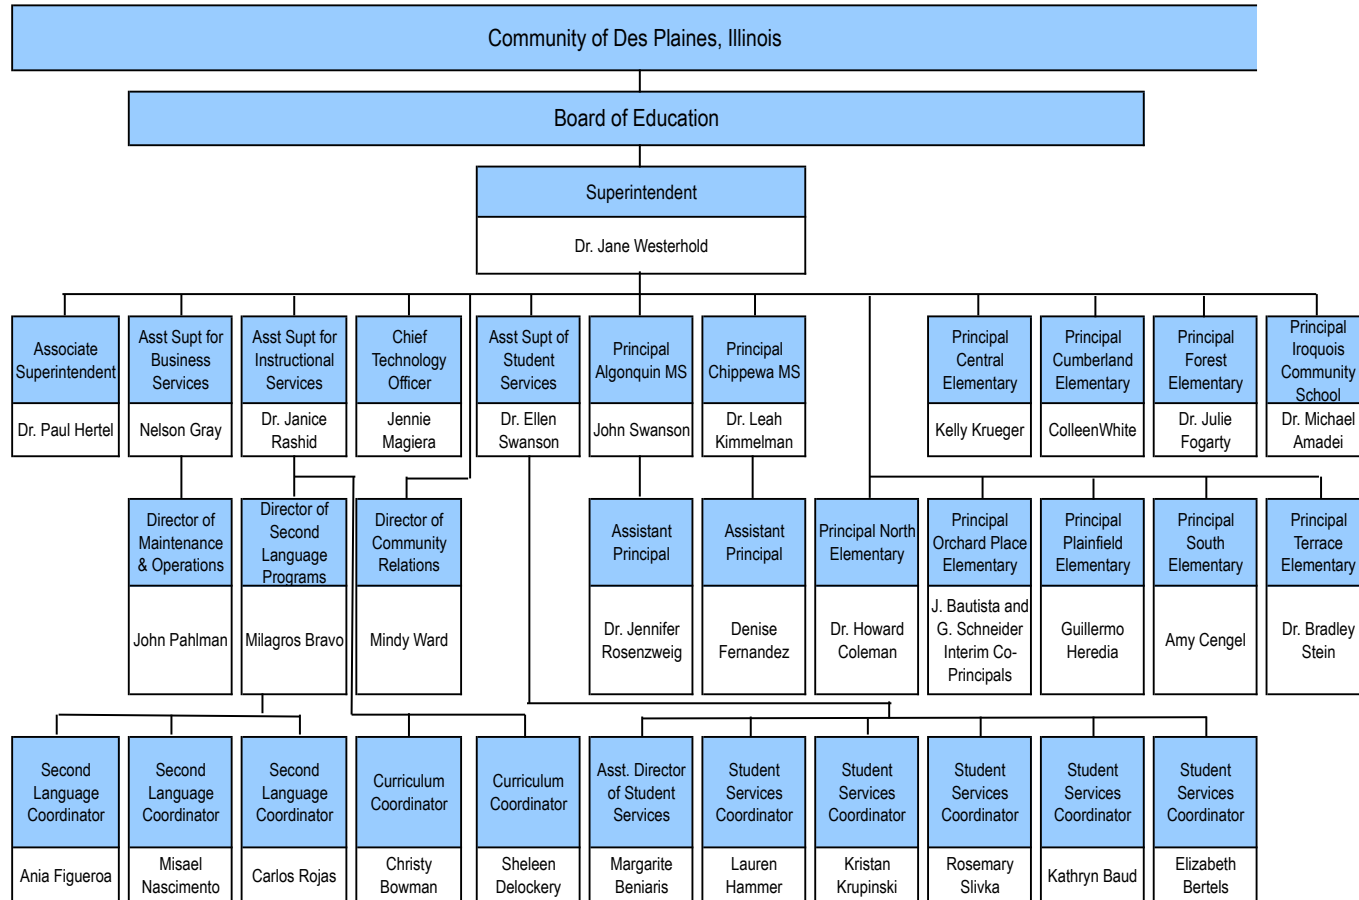 Community of Des Plaines, Illinois
Board of Education
Superintendent
Dr. Jane Westerhold
Associate
Superintendent
Dr. Paul Hertel
Asst Supt for
Business
Services
Nelson Gray
Asst Supt for
Instructional
Services
Dr. Janice
Rashid
Chief
Technology
Officer
Jennie
Magiera
Asst Supt of
Student
Services
Dr. Ellen
Swanson
Principal
Algonquin MS
John Swanson
Principal
Chippewa MS
Dr. Leah
Kimmelman
Principal
Central
Elementary
Kelly Krueger
Principal
Cumberland
Elementary
ColleenWhite
Principal
Forest
Elementary
Dr. Julie
Fogarty
Principal
Iroquois
Community
School
Dr. Michael
Amadei
Director of
Maintenance
& Operations
John Pahlman
Director of
Second
Language
Programs
Milagros Bravo
Director of
Community
Relations
Mindy Ward
Assistant
Principal
Dr. Jennifer
Rosenzweig
Assistant
Principal
Denise
Fernandez
Principal North
Elementary
Dr. Howard
Coleman
Principal
Orchard Place
Elementary
J. Bautista and
G. Schneider
Interim Co-
Principals
Principal
Plainfield
Elementary
Guillermo
Heredia
Principal
South
Elementary
Amy Cengel
Principal
Terrace
Elementary
Dr. Bradley
Stein
Second
Language
Coordinator
Ania Figueroa
Second
Language
Coordinator
Misael
Nascimento
Second
Language
Coordinator
Carlos Rojas
Curriculum
Coordinator
Christy
Bowman
Curriculum
Coordinator
Sheleen
Delockery
Asst. Director
of Student
Services
Margarite
Beniaris
Student
Services
Coordinator
Lauren
Hammer
Student
Services
Coordinator
Kristan
Krupinski
Student
Services
Coordinator
Rosemary
Slivka
Student
Services
Coordinator
Kathryn Baud
Student
Services
Coordinator
Elizabeth
Bertels